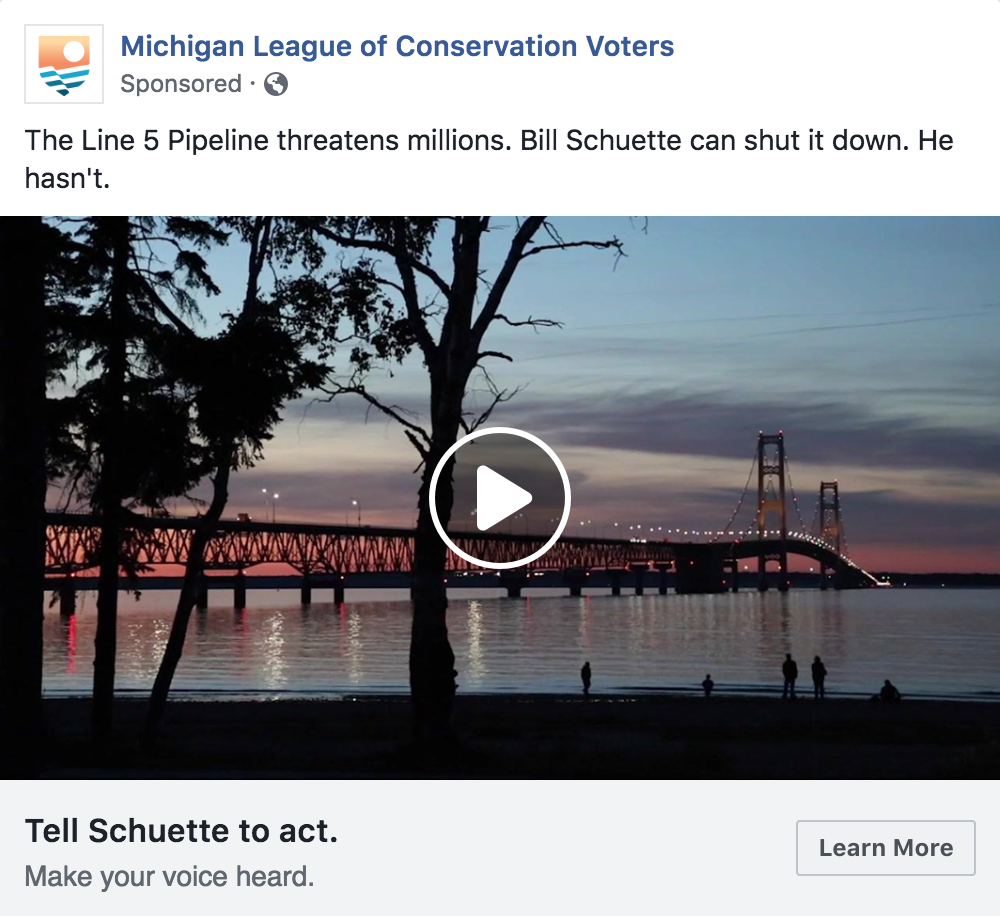 Michigan League of Conservation Voters
Sponsored ·
The Line 5 Pipeline threatens millions. Bill Schuette can shut it down. He
hasn't.
Tell Schuette to act.
Make your voice heard.
Learn More